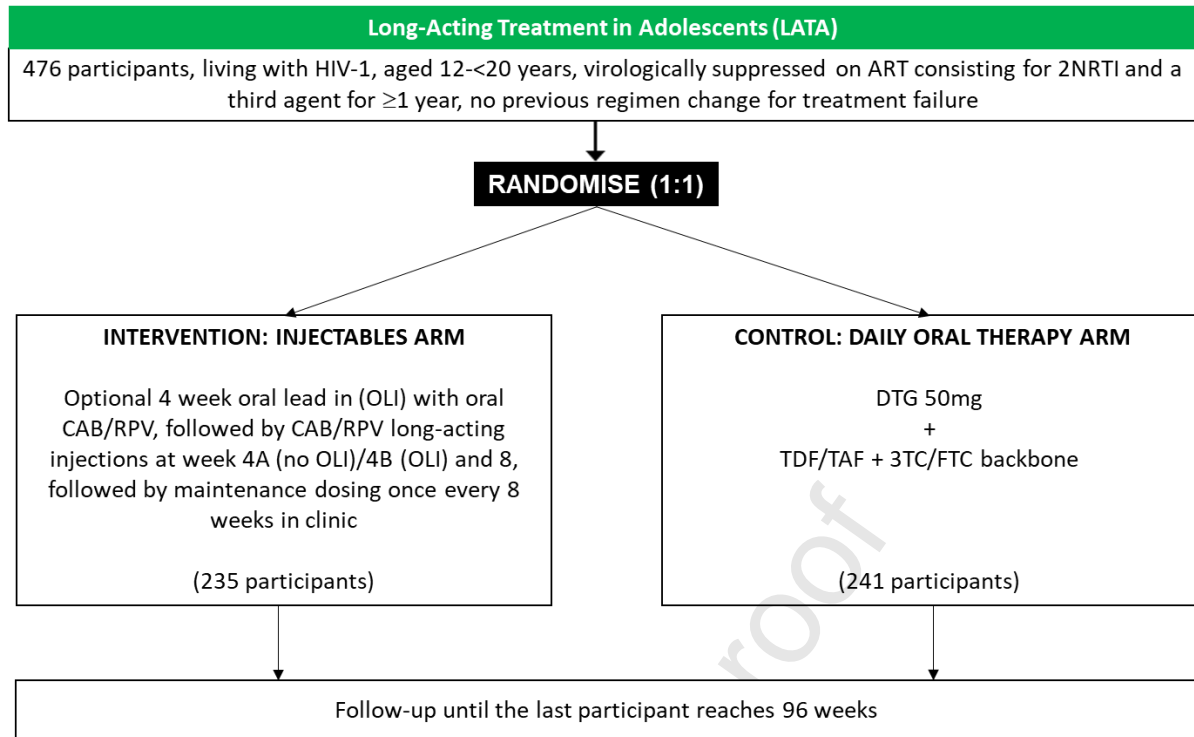 Long-Acting Treatment in Adolescents (LATA)
476 participants, living with HIV-1, aged 12-<20 years, virologically suppressed on ART consisting for 2NRTI and a
third agent for ≥1 year, no previous regimen change for treatment failure
RANDOMISE (1:1)
INTERVENTION: INJECTABLES ARM
Optional 4 week oral lead in (OLI) with oral
CAB/RPV, followed by CAB/RPV long-acting
injections at week 4A (no OLI)/4B (OLI) and 8,
followed by maintenance dosing once every 8
weeks in clinic
(235 participants)
CONTROL: DAILY ORAL THERAPY ARM
DTG 50mg
+
TDF/TAF + 3TC/FTC backbone
(241 participants)
roof
Follow-up until the last participant reaches 96 weeks